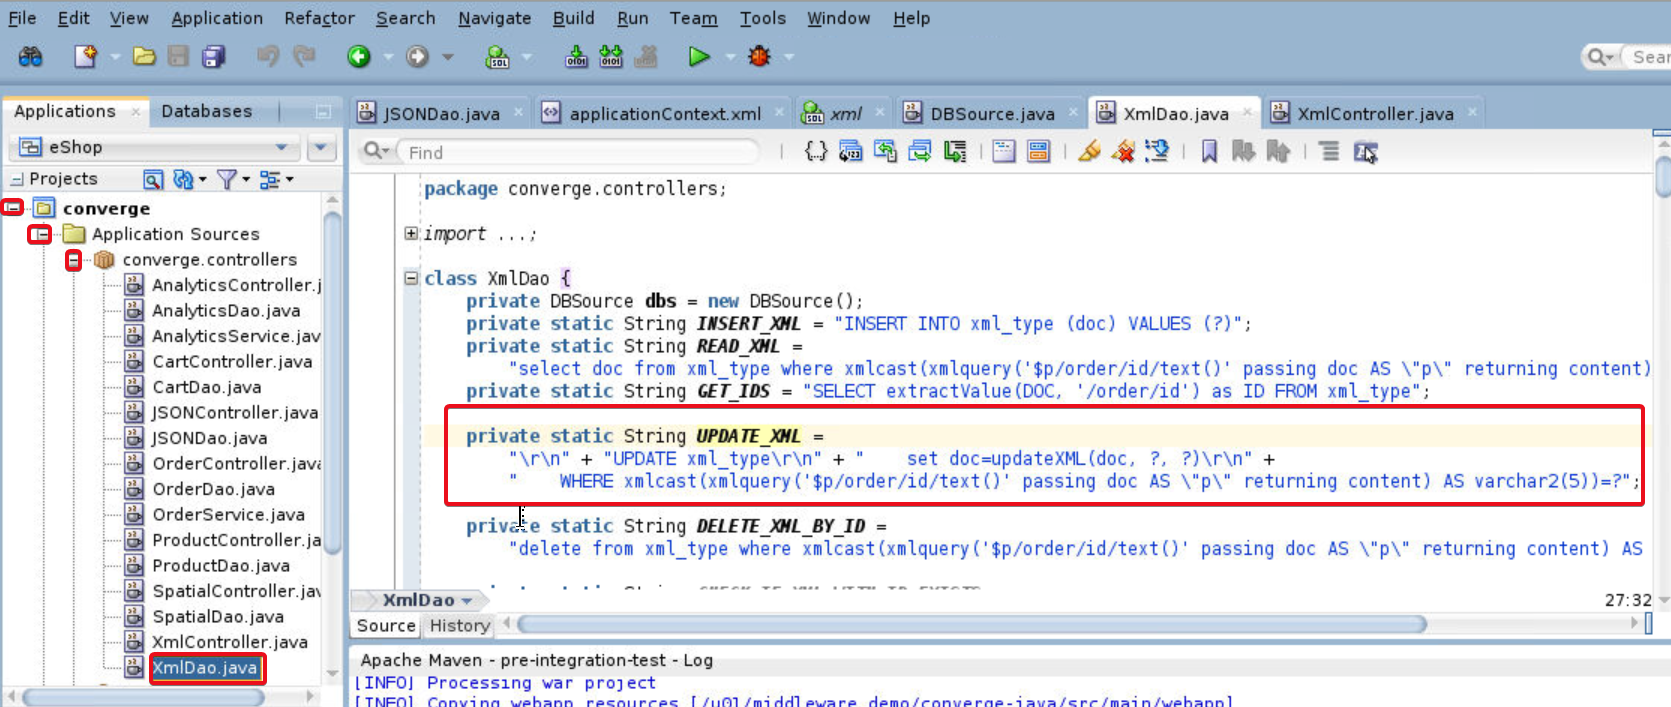 File Edit View Application Refactor Search Navigate Build Run Team Tools Window Help
Sear
Applications Databases
eShop
Projects
converge
Application Sources
converge.controllers
AnalyticsController.j
AnalyticsDao.java
AnalyticsService.jav
CartController.java
CartDao.java
JSONController.java
JSONDao.java
OrderController.java
OrderDao.java
OrderService.java
ProductController.ja
ProductDao.java
SpatialController.jav
SpatialDao.java
XmlController.java
XmlDao.java
JSONDao.java applicationContext.xml xml DBSource.java XmlDao.java XmlController.java
Find
package converge.controllers;
import ...;
class XmlDao {
private DBSource dbs = new DBSource();
private static String INSERT_XML = "INSERT INTO xml_type (doc) VALUES (?)";
private static String READ_XML =
"select doc from xml_type where xmlcast(xmlquery('$p/order/id/text()' passing doc AS \"p\" returning content)
private static String GET_IDS = "SELECT extractValue(DOC, '/order/id') as ID FROM xml_type";
private static String UPDATE_XML =
"\r\n" + "UPDATE xml_type\r\n" + "    set doc=updateXML(doc, ?, ?)\r\n" +
"    WHERE xmlcast(xmlquery('$p/order/id/text()' passing doc AS \"p\" returning content) AS varchar2(5))=?";
private static String DELETE_XML_BY_ID =
"delete from xml_type where xmlcast(xmlquery('$p/order/id/text()' passing doc AS \"p\" returning content) AS
XmlDao
27:32
Source History
Apache Maven - pre-integration-test - Log
[INFO] Processing war project
[INFO] Copying webapp resources [/u01/middleware_demo/converge-java/src/main/webapp]